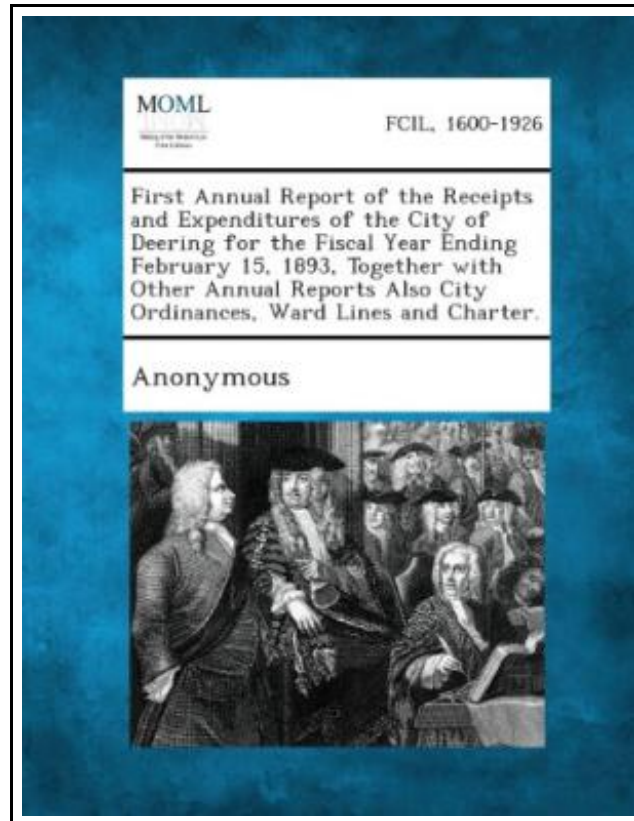 MOML
FCIL, 1600-1926
First Annual Report of the Receipts
and Expenditures of the City of
Deering for the Fiscal Year Ending
February 15, 1893, Together with
Other Annual Reports Also City
Ordinances, Ward Lines and Charter.
Anonymous